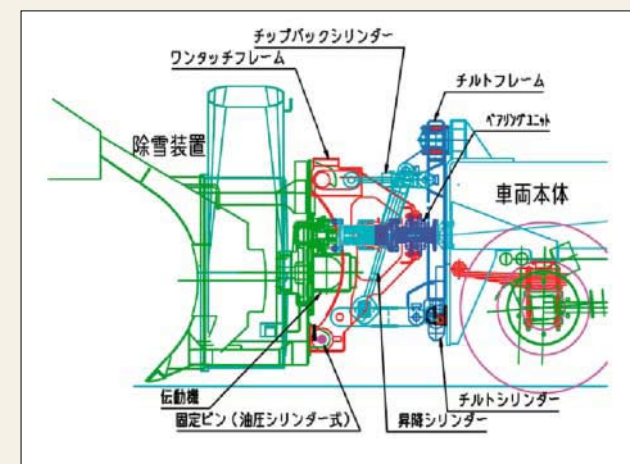 チップバックシリンダー
ワンタッチフレーム
チルトフレーム
ベアリングユニット
除雪装置
車両本体
伝動機
固定ピン（油圧シリンダー式）
昇降シリンダー
チルトシリンダー